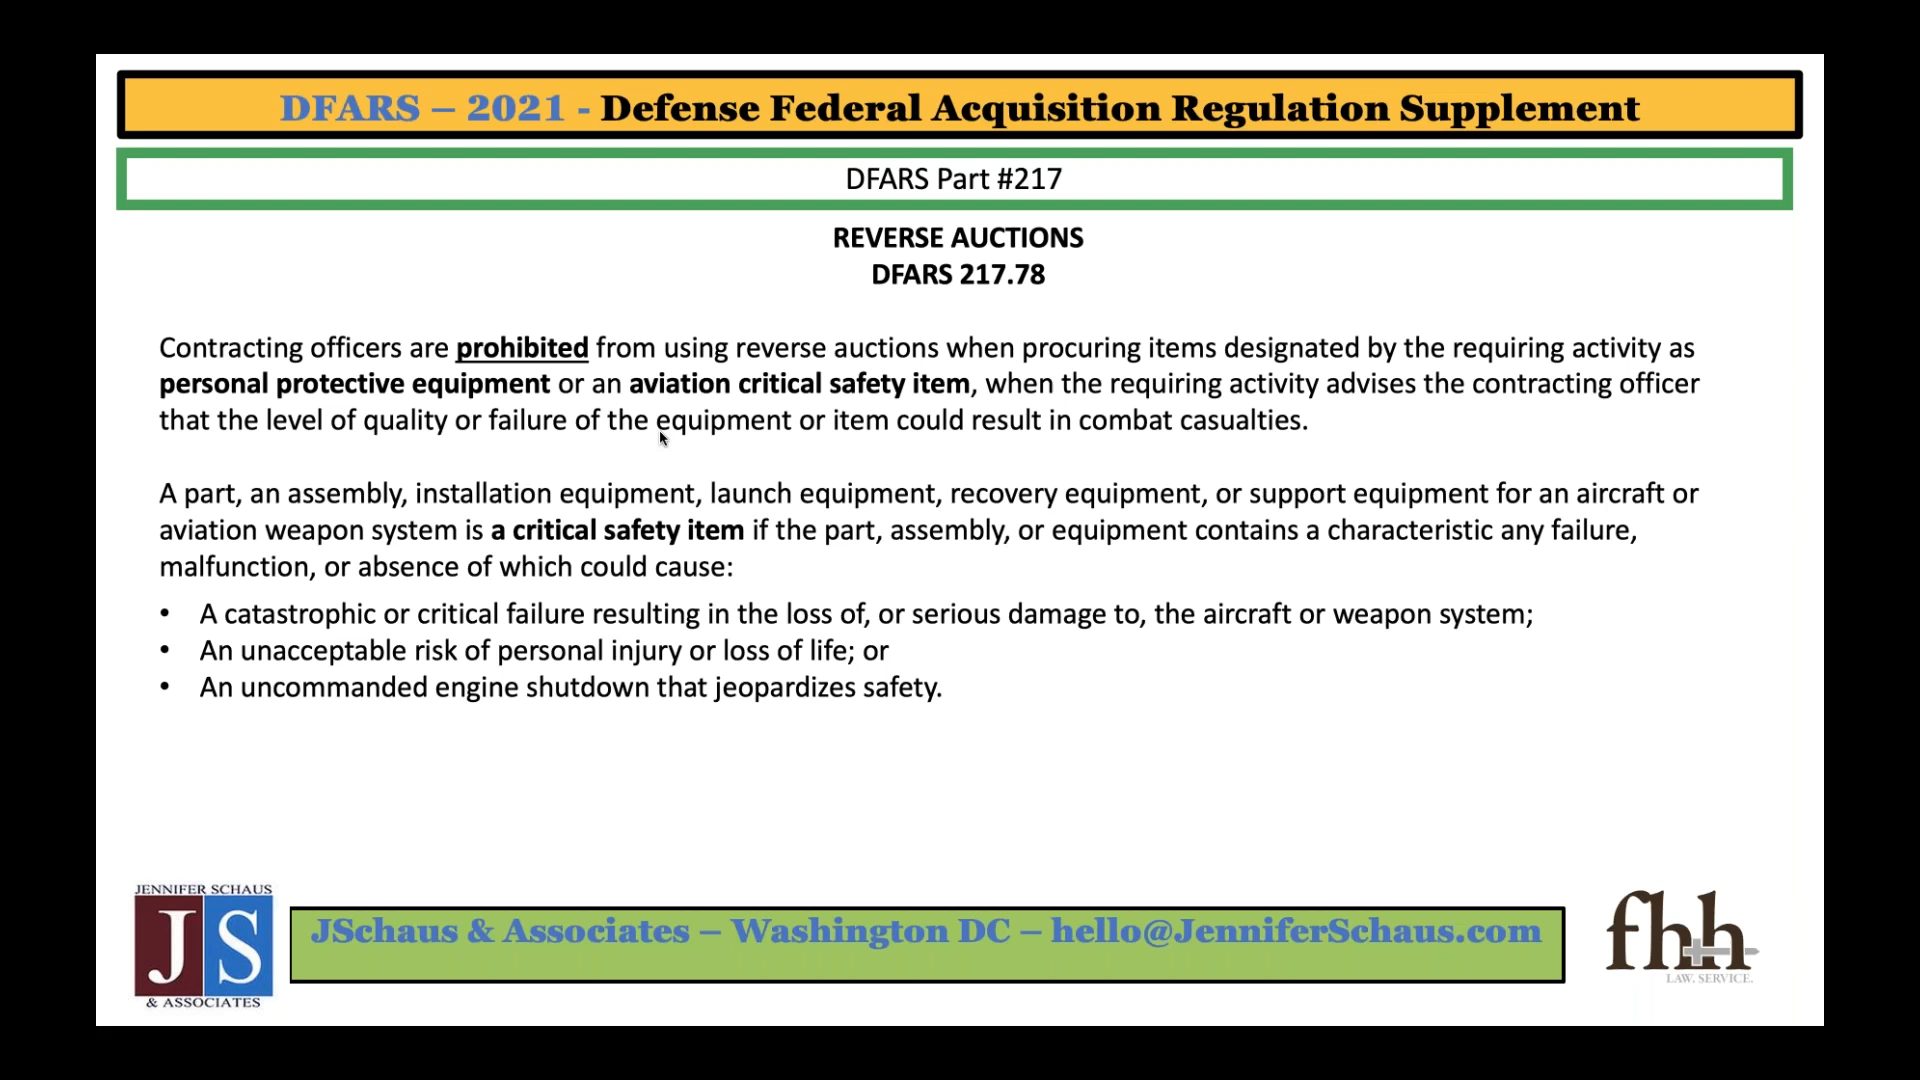 DFARS – 2021 - Defense Federal Acquisition Regulation Supplement
DFARS Part #217
REVERSE AUCTIONS
DFARS 217.78
Contracting officers are prohibited from using reverse auctions when procuring items designated by the requiring activity as
personal protective equipment or an aviation critical safety item, when the requiring activity advises the contracting officer
that the level of quality or failure of the equipment or item could result in combat casualties.
A part, an assembly, installation equipment, launch equipment, recovery equipment, or support equipment for an aircraft or
aviation weapon system is a critical safety item if the part, assembly, or equipment contains a characteristic any failure,
malfunction, or absence of which could cause:
• A catastrophic or critical failure resulting in the loss of, or serious damage to, the aircraft or weapon system;
• An unacceptable risk of personal injury or loss of life; or
• An uncommanded engine shutdown that jeopardizes safety.
JENNIFER SCHAUS
JS
& ASSOCIATES
JSchaus & Associates – Washington DC – hello@JenniferSchaus.com
fhh
LAW. SERVICE.